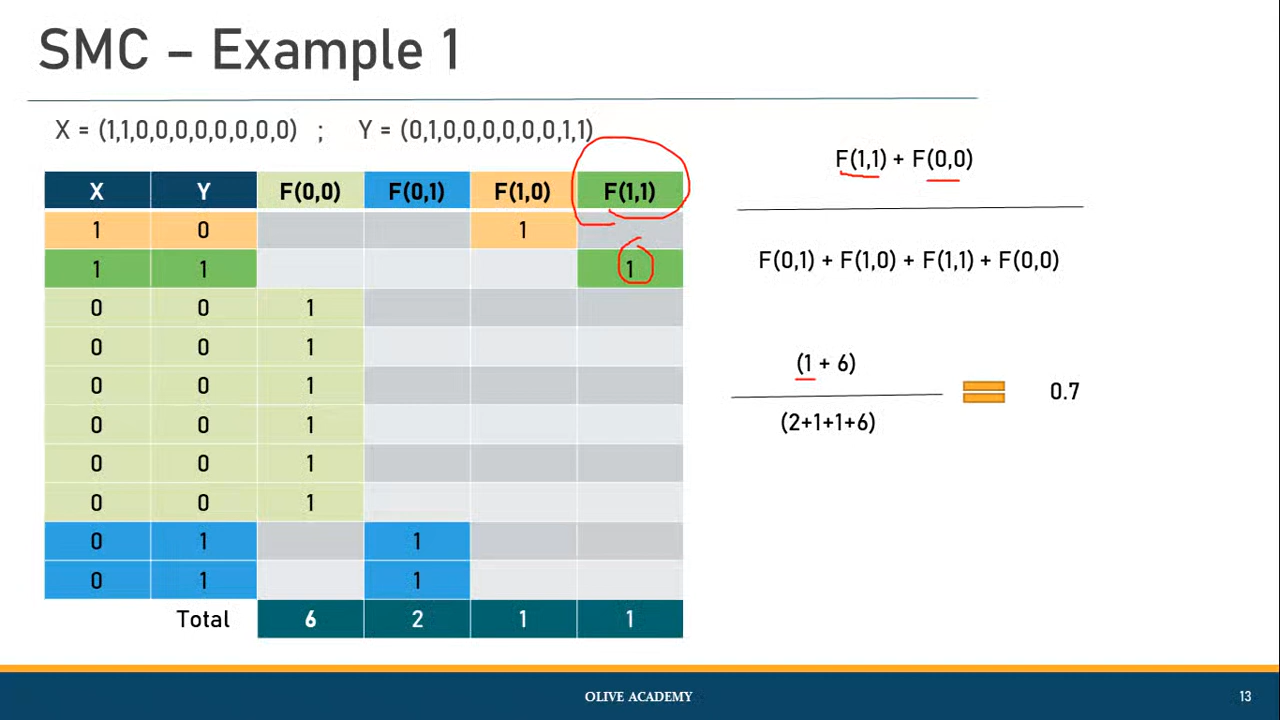 SMC – Example 1
X = (1,1,0,0,0,0,0,0,0,0) ; Y = (0,1,0,0,0,0,0,0,1,1)
X Y F(0,0) F(0,1) F(1,0) F(1,1)
1 0 1
1 1 1
0 0 1
0 0 1
0 0 1
0 0 1
0 0 1
0 0 1
0 1 1
0 1 1
Total 6 2 1 1
F(1,1) + F(0,0)
F(0,1) + F(1,0) + F(1,1) + F(0,0)
(1 + 6)
(2+1+1+6)
= 0.7
OLIVE ACADEMY
13